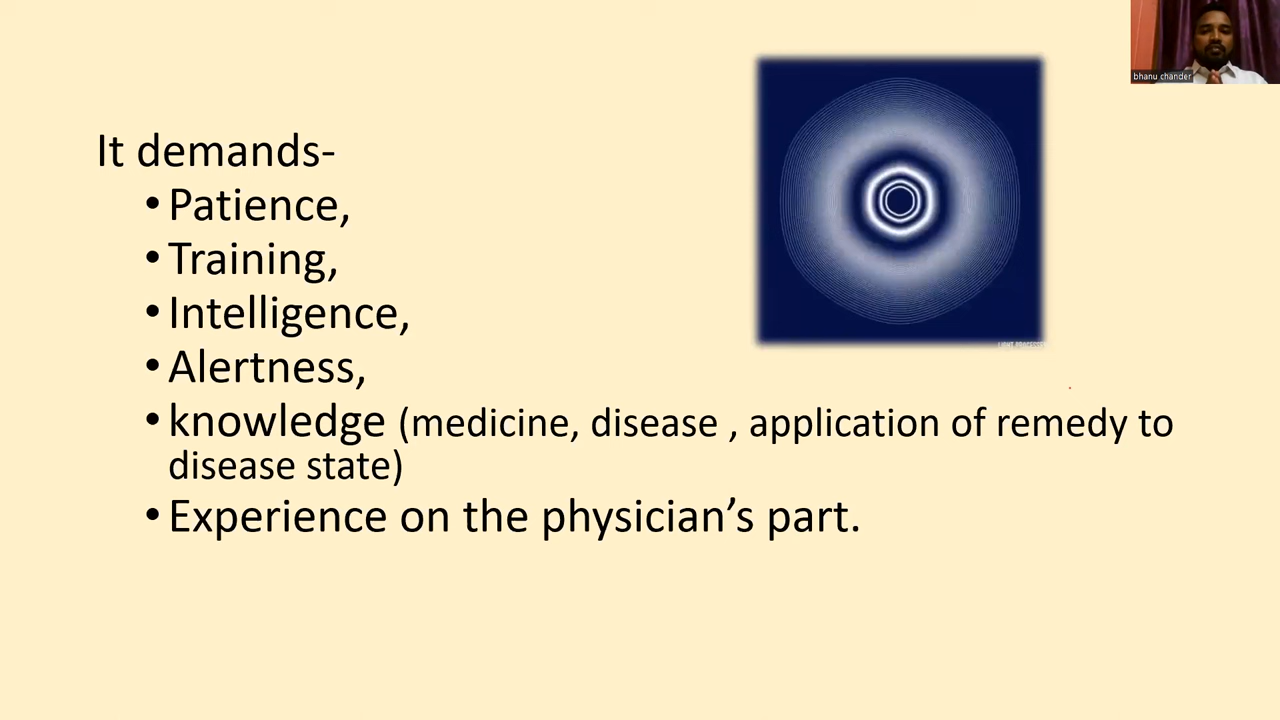 bhanu chander
It demands-
• Patience,
• Training,
• Intelligence,
• Alertness,
• knowledge (medicine, disease , application of remedy to
disease state)
• Experience on the physician’s part.